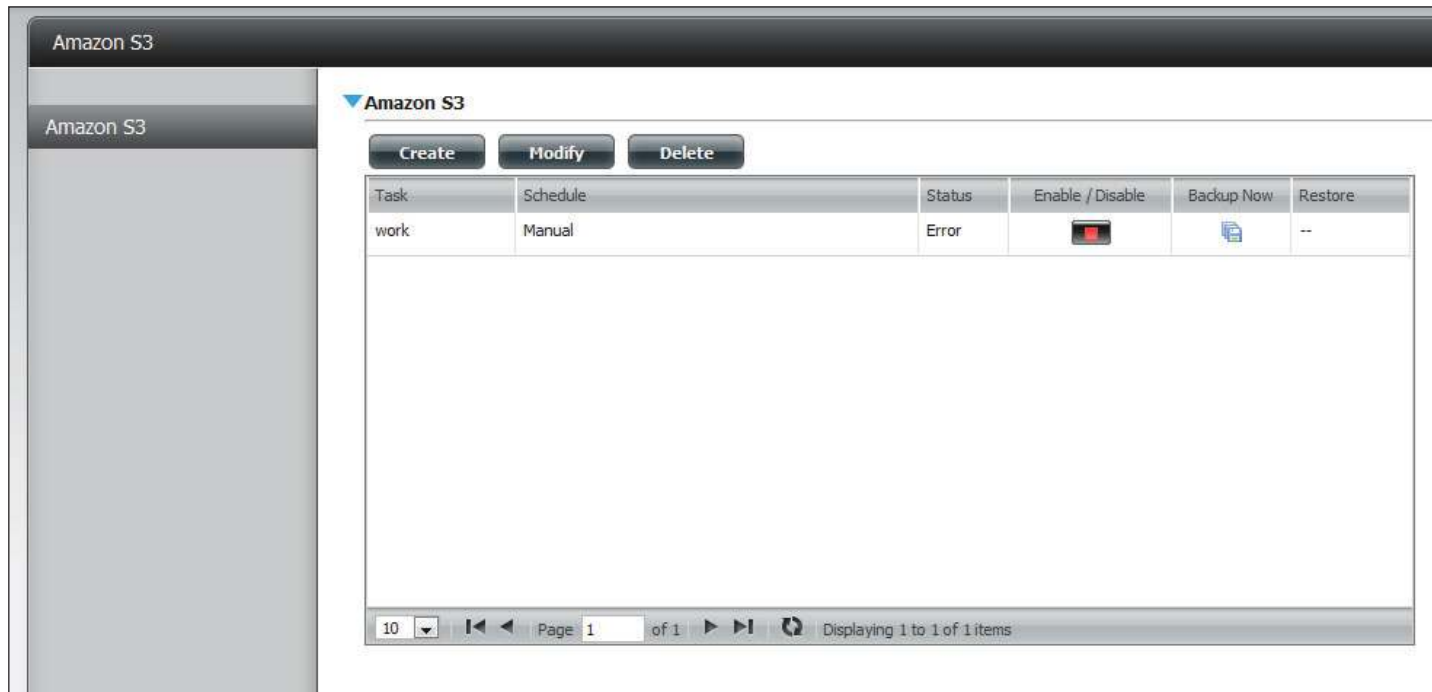 Amazon S3
Amazon S3
Amazon S3
Create Modify Delete
Task Schedule Status Enable / Disable Backup Now Restore
work Manual Error --
10 Page 1 of 1 Displaying 1 to 1 of 1 items